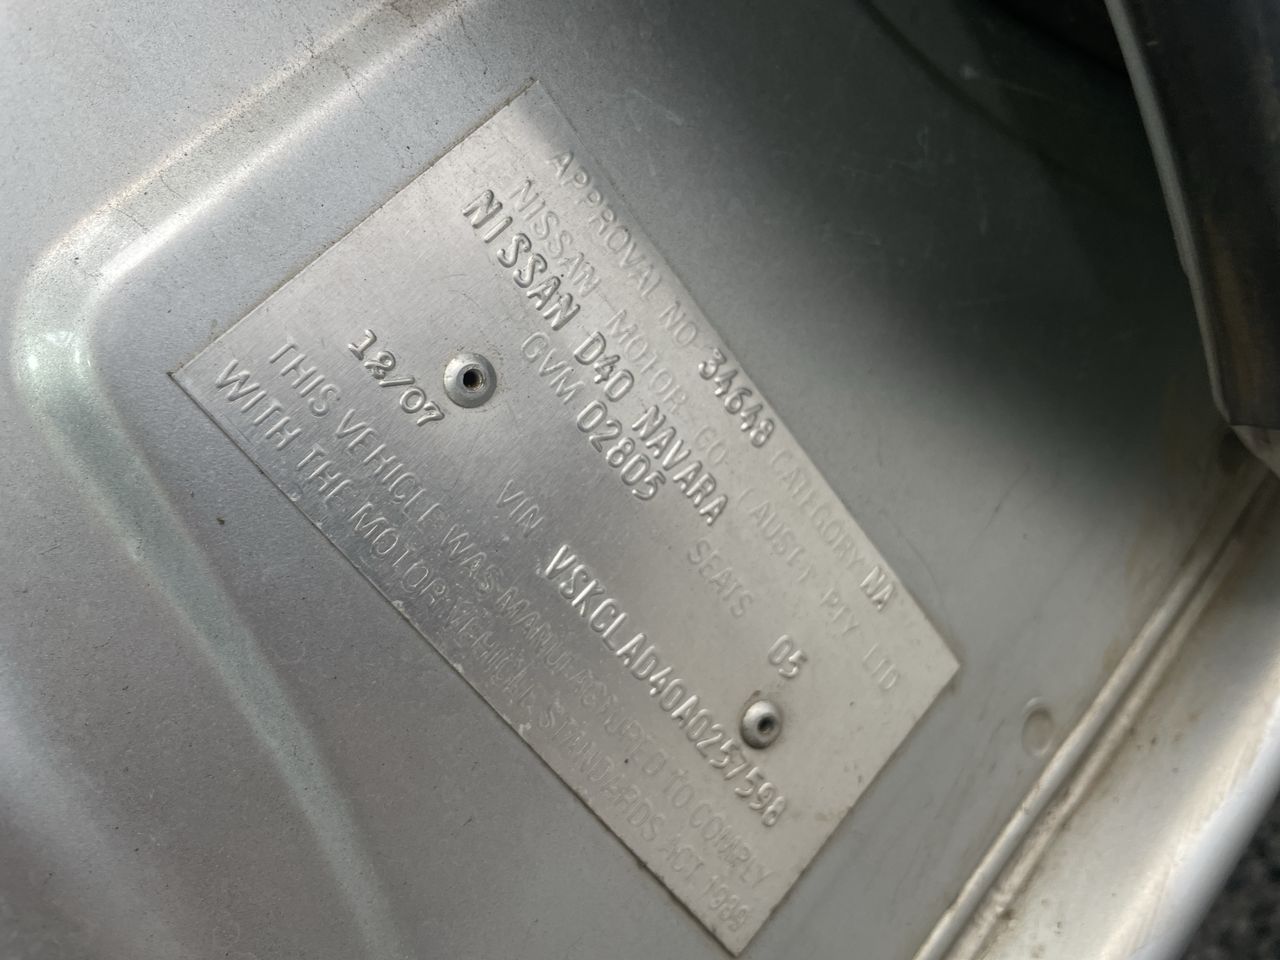 APPROVAL NO 34648 CATEGORY NA
NISSAN MOTOR CO (AUST) PTY LTD
NISSAN D40 NAVARA
GVM 02805 SEATS 05
12/07 VIN VSKCLAD40A0257598
THIS VEHICLE WAS MANUFACTURED TO COMPLY
WITH THE MOTOR VEHICLE STANDARDS ACT 1989